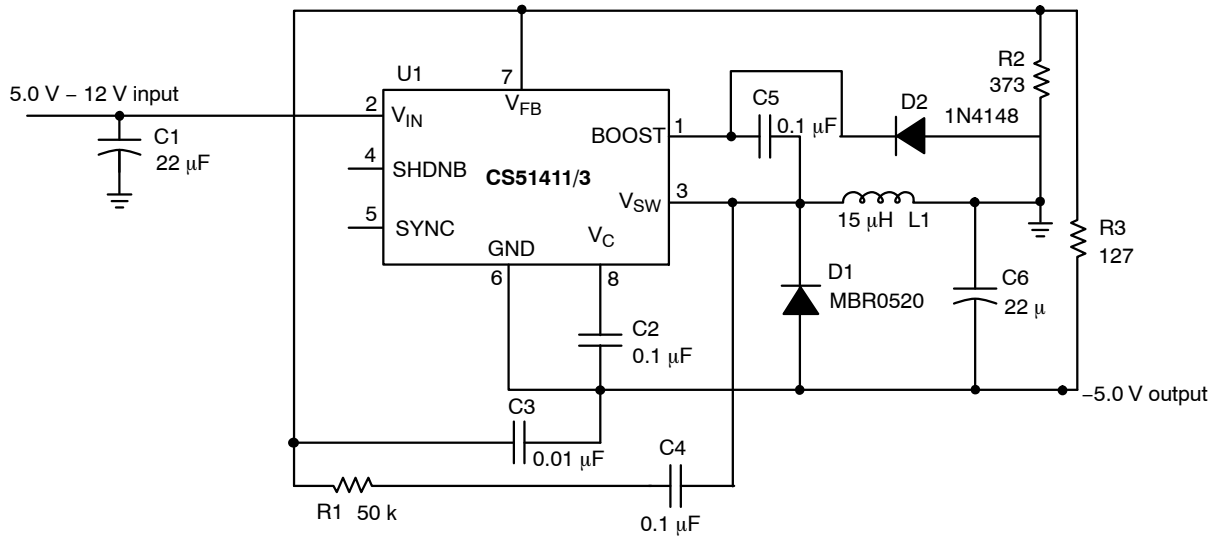 U1
7
V_FB
R2
373
5.0 V – 12 V input
2
V_IN
C5
0.1 μF
D2
1N4148
BOOST
1
C1
22 μF
4
SHDNB
CS51411/3
V_SW
3
15 μH L1
5
SYNC
V_C
R3
127
GND
6
8
D1
MBR0520
C6
22 μ
C2
0.1 μF
–5.0 V output
C3
0.01 μF
C4
R1 50 k
0.1 μF